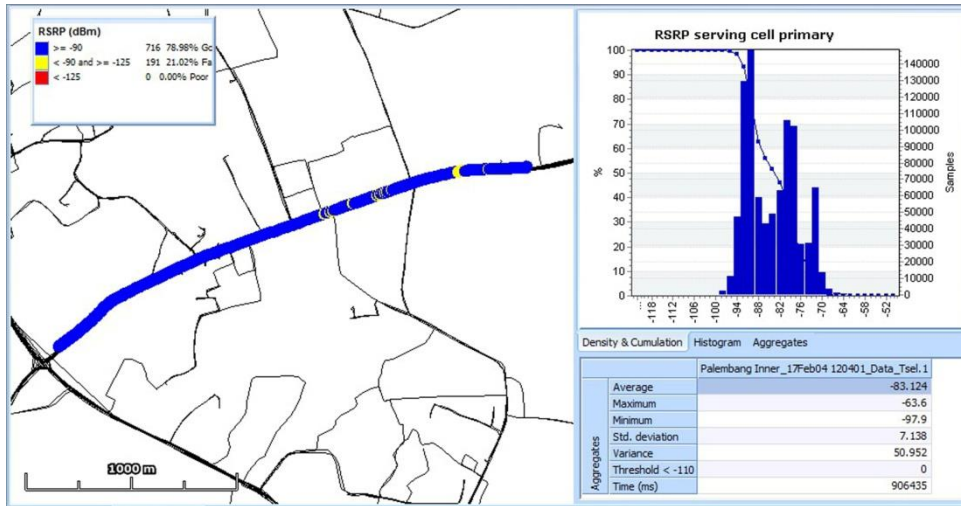 RSRP (dBm)
>= -90 716 78.98% Gc
< -90 and >= -125 191 21.02% Fa
< -125 0 0.00% Poor
1000 m
RSRP serving cell primary
100
90
80
70
60
50
40
30
20
10
0
%
140000
130000
120000
110000
100000
90000
80000
70000
60000
50000
40000
30000
20000
10000
0
Samples
-118
-112
-106
-100
-94
-88
-82
-76
-70
-64
-58
-52
Density & Cumulation Histogram Aggregates
Palembang Inner_17Feb04 120401_Data_Tsel.1
Aggregates
Average -83.124
Maximum -63.6
Minimum -97.9
Std. deviation 7.138
Variance 50.952
Threshold < -110 0
Time (ms) 906435